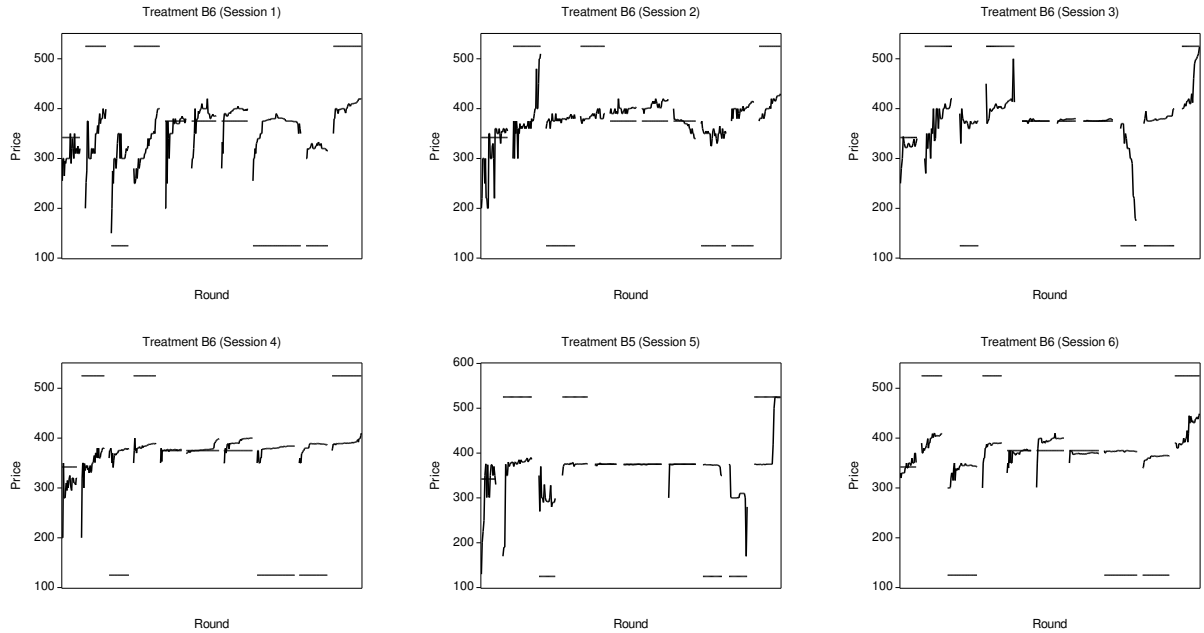 Treatment B6 (Session 1)
500
400
300
200
100
Price
Round
Treatment B6 (Session 2)
500
400
300
200
100
Price
Round
Treatment B6 (Session 3)
500
400
300
200
100
Price
Round
Treatment B6 (Session 4)
500
400
300
200
100
Price
Round
Treatment B5 (Session 5)
600
500
400
300
200
100
Price
Round
Treatment B6 (Session 6)
500
400
300
200
100
Price
Round